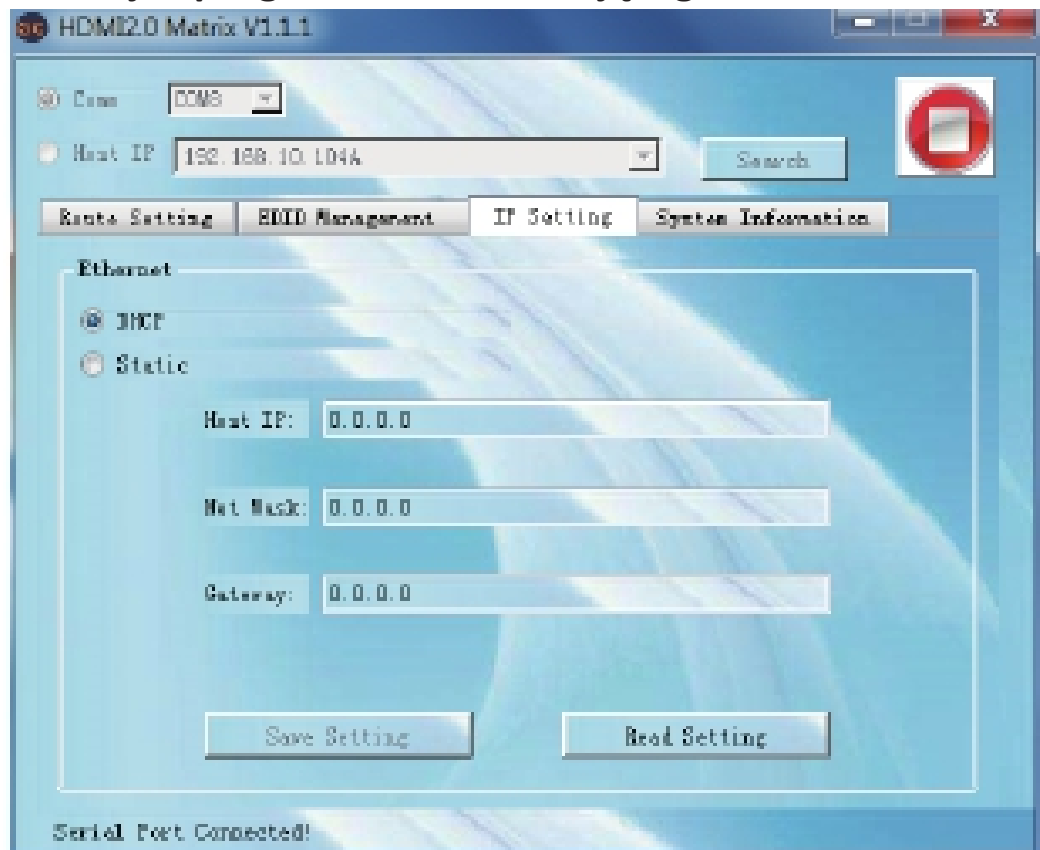 HDMI2.0 Matrix V1.1.1
Comm COM8
Host IP 192.168.10.104A Search
Route Setting EDID Management IP Setting System Information
Ethernet
DHCP
Static
Host IP: 0.0.0.0
Net Mask: 0.0.0.0
Gateway: 0.0.0.0
Save Setting Read Setting
Serial Port Connected!